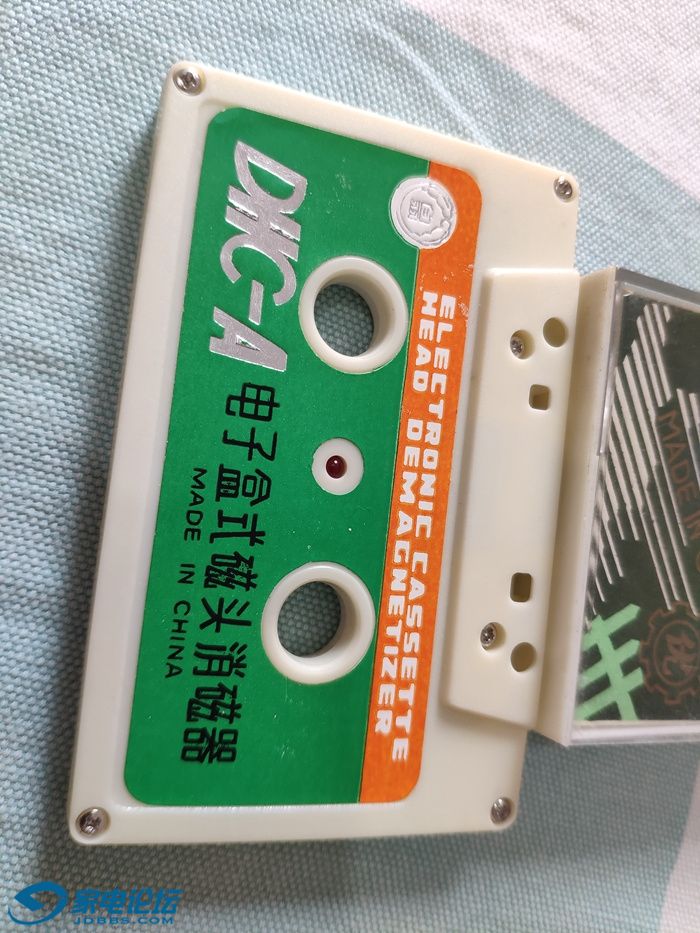 ELECTRONIC CASSETTE
HEAD DEMAGNETIZER
DHC-A
电子盒式磁头消磁器
MADE IN CHINA
MADE
家电论坛
JDBBS.COM